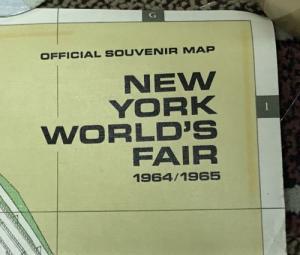 G
OFFICIAL SOUVENIR MAP
NEW
YORK
WORLD'S
FAIR
1964/1965
1